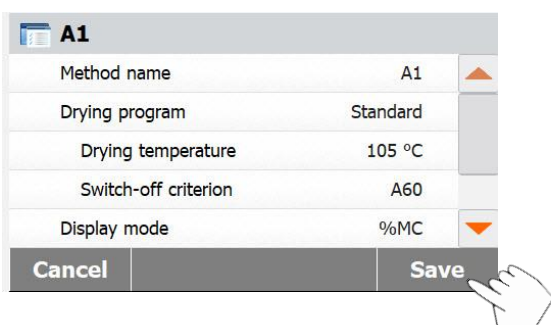 A1
Method name A1
Drying program Standard
Drying temperature 105 °C
Switch-off criterion A60
Display mode %MC
Cancel Save